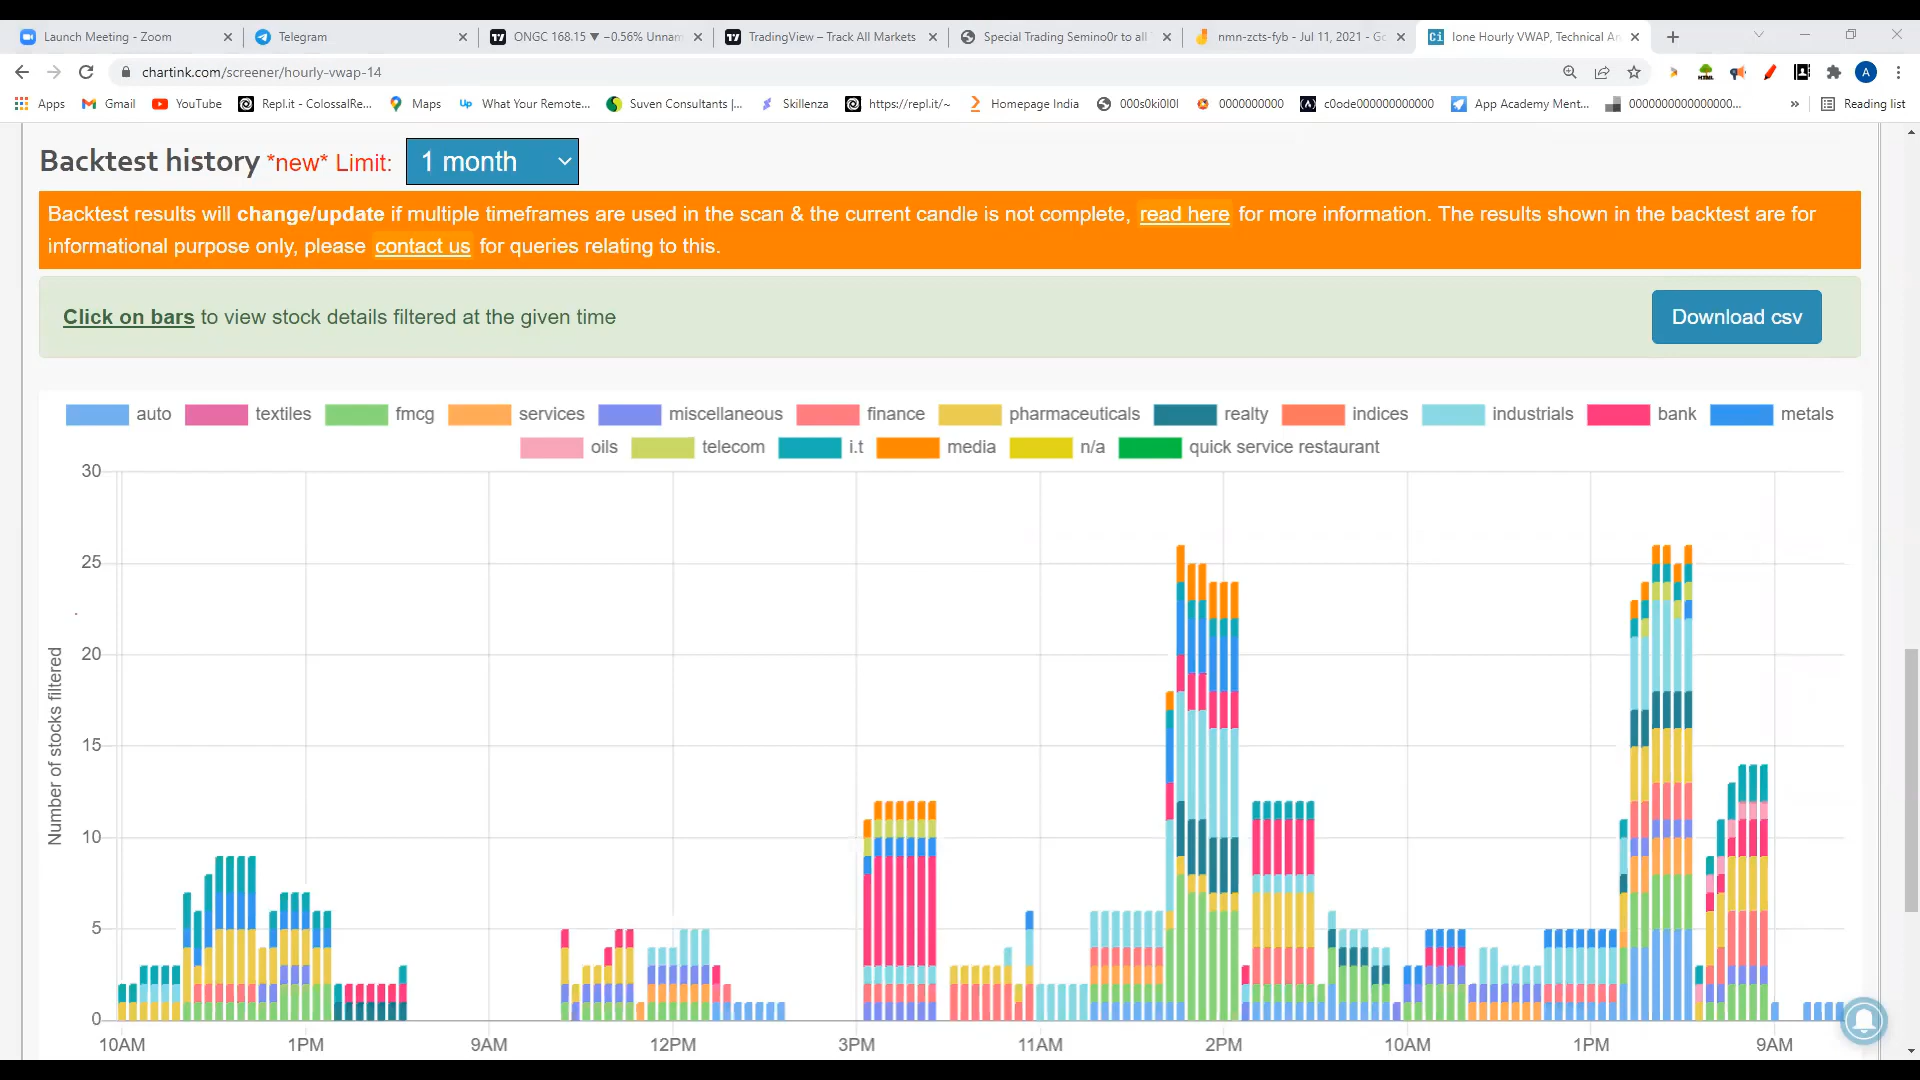 Launch Meeting - Zoom
Telegram
ONGC 168.15 ▼ −0.56% Unnam
TradingView – Track All Markets
Special Trading Semino0r to all
nmn-zcts-fyb - Jul 11, 2021 - Go
Ione Hourly VWAP, Technical An
chartink.com/screener/hourly-vwap-14
A
Apps
Gmail
YouTube
Repl.it - ColossalRe...
Maps
What Your Remote...
Suven Consultants |...
Skillenza
https://repl.it/~
Homepage India
000s0ki0l0l
0000000000
c0ode000000000000
App Academy Ment...
0000000000000000...
»
Reading list
Backtest history *new* Limit: 1 month
Backtest results will change/update if multiple timeframes are used in the scan & the current candle is not complete, read here for more information. The results shown in the backtest are for
informational purpose only, please contact us for queries relating to this.
Click on bars to view stock details filtered at the given time
Download csv
auto textiles fmcg services miscellaneous finance pharmaceuticals realty indices industrials bank metals
oils telecom i.t media n/a quick service restaurant
Number of stocks filtered
30
25
20
15
10
5
0
10AM 1PM 9AM 12PM 3PM 11AM 2PM 10AM 1PM 9AM